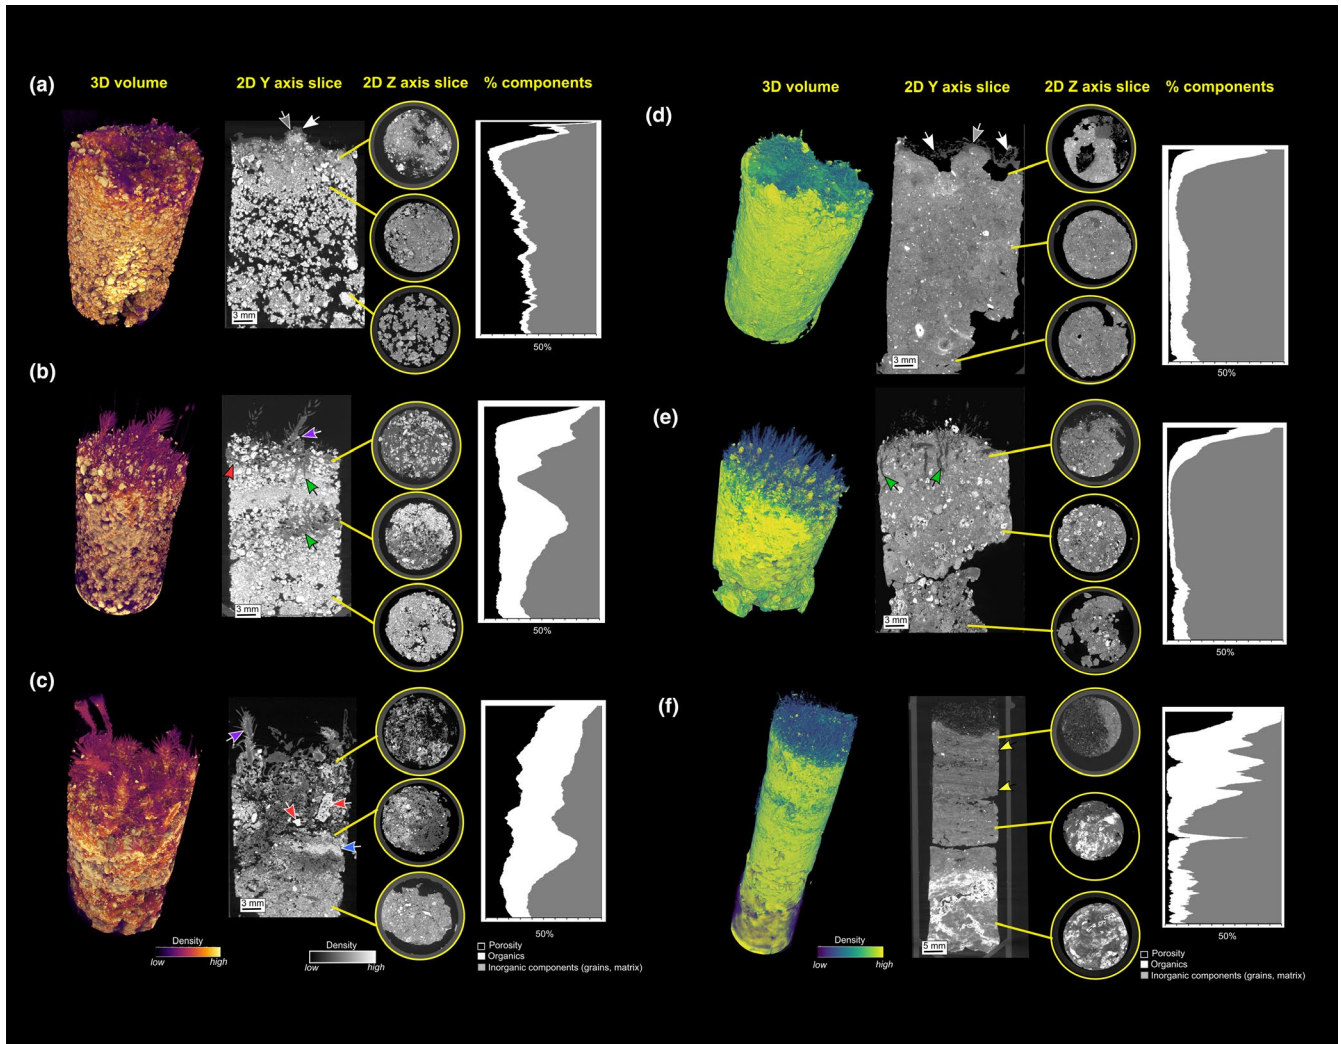 (a)
3D volume
2D Y axis slice
2D Z axis slice
% components
3 mm
50%
(b)
3 mm
50%
(c)
3 mm
50%
Density
low high
Density
low high
Porosity
Organics
Inorganic components (grains, matrix)
3D volume
2D Y axis slice
2D Z axis slice
% components
(d)
3 mm
50%
(e)
3 mm
50%
(f)
5 mm
50%
Density
low high
Porosity
Organics
Inorganic components (grains, matrix)